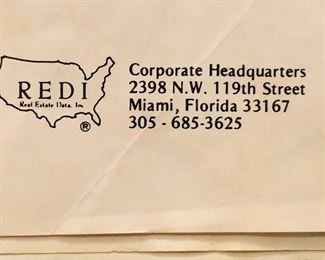 REDI
Real Estate Data, Inc.
®
Corporate Headquarters
2398 N.W. 119th Street
Miami, Florida 33167
305 - 685-3625